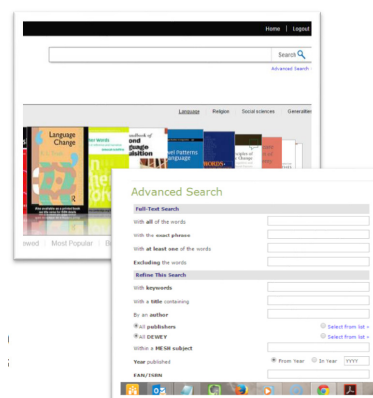 Home | Logout
Search
Advanced Search
Language Religion Social sciences
Language
Change
Advanced Search
Full-Text Search
With all of the words
With the exact phrase
With at least one of the words
Excluding the words
Refine This Search
With keywords
With a title containing
By an author
All publishers Select from list »
All DEWEY Select from list »
Within a MESH subject
Year published From Year In Year YYYY
EAN/ISBN
Most Popular